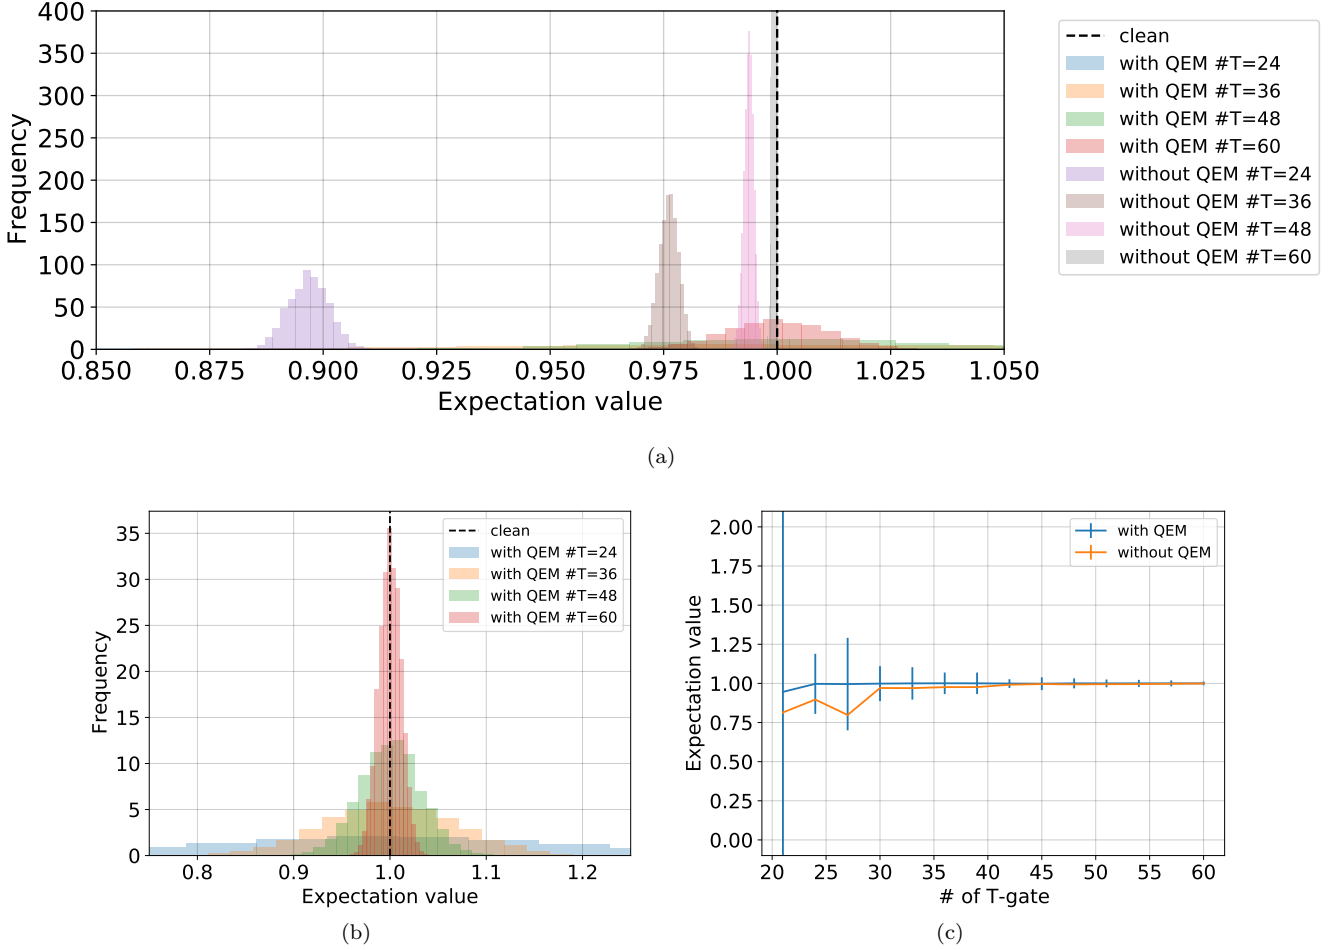 400
350
300
250
200
150
100
50
0
Frequency
0.850 0.875 0.900 0.925 0.950 0.975 1.000 1.025 1.050
Expectation value
clean
with QEM #T=24
with QEM #T=36
with QEM #T=48
with QEM #T=60
without QEM #T=24
without QEM #T=36
without QEM #T=48
without QEM #T=60
(a)
35
30
25
20
15
10
5
0
Frequency
clean
with QEM #T=24
with QEM #T=36
with QEM #T=48
with QEM #T=60
0.8 0.9 1.0 1.1 1.2
Expectation value
(b)
2.00
1.75
1.50
1.25
1.00
0.75
0.50
0.25
0.00
Expectation value
with QEM
without QEM
20 25 30 35 40 45 50 55 60
# of T-gate
(c)